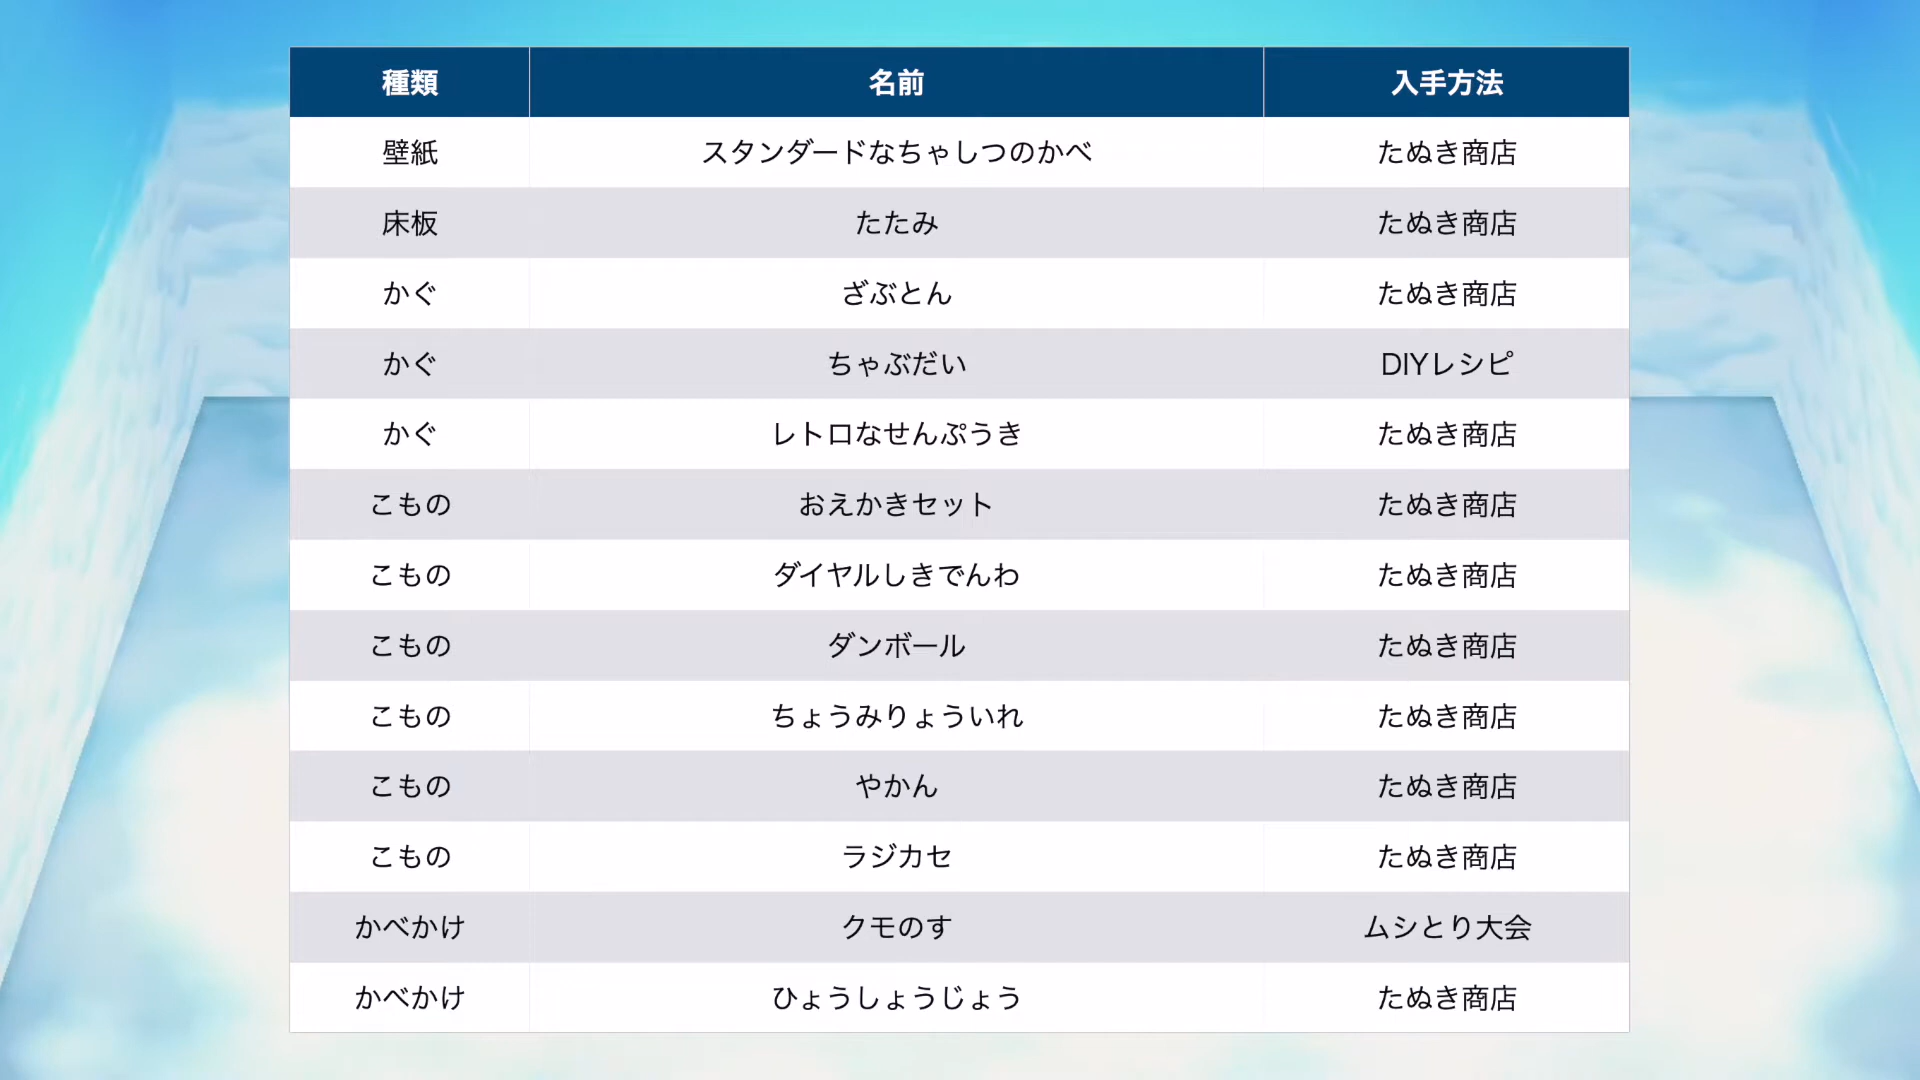 種類 名前 入手方法
壁紙 スタンダードなちゃしつのかべ たぬき商店
床板 たたみ たぬき商店
かぐ ざぶとん たぬき商店
かぐ ちゃぶだい DIYレシピ
かぐ レトロなせんぷうき たぬき商店
こもの おえかきセット たぬき商店
こもの ダイヤルしきでんわ たぬき商店
こもの ダンボール たぬき商店
こもの ちょうみりょういれ たぬき商店
こもの やかん たぬき商店
こもの ラジカセ たぬき商店
かべかけ クモのす ムシとり大会
かべかけ ひょうしょうじょう たぬき商店